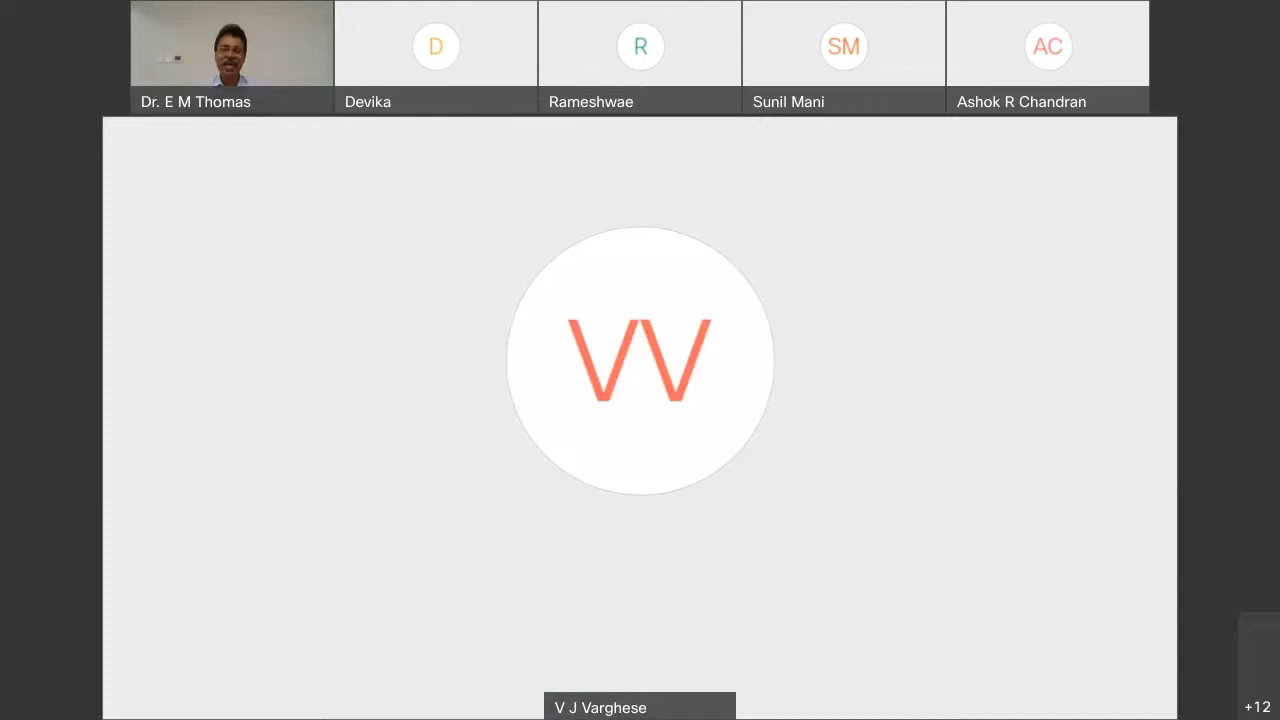 D
R
SM
AC
Dr. E M Thomas
Devika
Rameshwae
Sunil Mani
Ashok R Chandran
VV
V J Varghese
+12